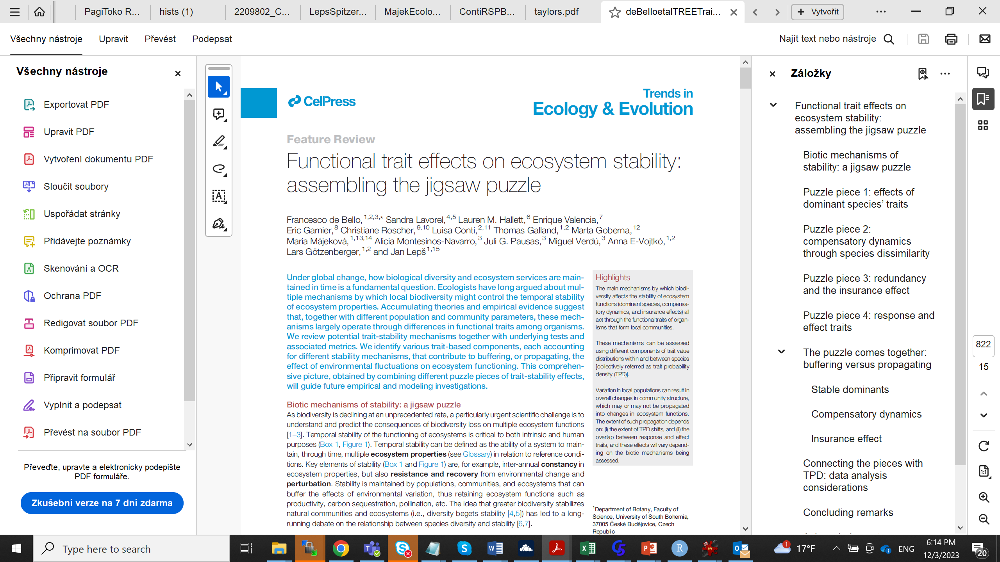 PagiToko R...
hists (1)
2209802_C...
LepsSpitzer...
MajekEcolo...
ContiRSPB...
taylors.pdf
deBelloetalTREETrai...
Vytvořit
Všechny nástroje
Upravit
Převést
Podepsat
Najít text nebo nástroje
Všechny nástroje
Exportovat PDF
Upravit PDF
Vytvoření dokumentu PDF
Sloučit soubory
Uspořádat stránky
Přidávejte poznámky
Skenování a OCR
Ochrana PDF
Redigovat soubor PDF
Komprimovat PDF
Připravit formulář
Vyplnit a podepsat
Převést na soubor PDF
Převeďte, upravte a elektronicky podepište
PDF formuláře.
Zkušební verze na 7 dní zdarma
CellPress
Trends in
Ecology & Evolution
Feature Review
Functional trait effects on ecosystem stability:
assembling the jigsaw puzzle
Francesco de Bello,1,2,3,* Sandra Lavorel,4,5 Lauren M. Hallett,6 Enrique Valencia,7
Eric Garnier,8 Christiane Roscher,9,10 Luisa Conti,2,11 Thomas Galland,1,2 Marta Goberna,12
Maria Májeková,1,13,14 Alicia Montesinos-Navarro,3 Juli G. Pausas,3 Miguel Verdú,3 Anna E-Vojtkó,1,2
Lars Götzenberger,1,2 and Jan Lepš1,15
Under global change, how biological diversity and ecosystem services are main-
tained in time is a fundamental question. Ecologists have long argued about mul-
tiple mechanisms by which local biodiversity might control the temporal stability
of ecosystem properties. Accumulating theories and empirical evidence suggest
that, together with different population and community parameters, these mech-
anisms largely operate through differences in functional traits among organisms.
We review potential trait-stability mechanisms together with underlying tests and
associated metrics. We identify various trait-based components, each accounting
for different stability mechanisms, that contribute to buffering, or propagating, the
effect of environmental fluctuations on ecosystem functioning. This comprehen-
sive picture, obtained by combining different puzzle pieces of trait-stability effects,
will guide future empirical and modeling investigations.
Biotic mechanisms of stability: a jigsaw puzzle
As biodiversity is declining at an unprecedented rate, a particularly urgent scientific challenge is to
understand and predict the consequences of biodiversity loss on multiple ecosystem functions
[1–3]. Temporal stability of the functioning of ecosystems is critical to both intrinsic and human
purposes (Box 1, Figure 1). Temporal stability can be defined as the ability of a system to main-
tain, through time, multiple ecosystem properties (see Glossary) in relation to reference condi-
tions. Key elements of stability (Box 1 and Figure 1) are, for example, inter-annual constancy in
ecosystem properties, but also resistance and recovery from environmental change and
perturbation. Stability is maintained by populations, communities, and ecosystems that can
buffer the effects of environmental variation, thus retaining ecosystem functions such as
productivity, carbon sequestration, pollination, etc. The idea that greater biodiversity stabilizes
natural communities and ecosystems (i.e., diversity begets stability [4,5]) has led to a long-
running debate on the relationship between species diversity and stability [6,7].
Highlights
The main mechanisms by which biodi-
versity affects the stability of ecosystem
functions (dominant species, compensa-
tory dynamics, and insurance effects) all
act through the functional traits of organ-
isms that form local communities.
These mechanisms can be assessed
using different components of trait value
distributions within and between species
[collectively referred as trait probability
density (TPD)].
Variation in local populations can result in
overall changes in community structure,
which may or may not be propagated
into changes in ecosystem functions.
The extent of such propagation depends
on: (i) the extent of TPD shifts, and (ii) the
overlap between response and effect
traits, and these effects will vary depend-
ing on the biotic mechanisms being
assessed.
1Department of Botany, Faculty of
Science, University of South Bohemia,
37005 České Budějovice, Czech
Republic
Záložky
Functional trait effects on
ecosystem stability:
assembling the jigsaw puzzle
Biotic mechanisms of
stability: a jigsaw puzzle
Puzzle piece 1: effects of
dominant species’ traits
Puzzle piece 2:
compensatory dynamics
through species dissimilarity
Puzzle piece 3: redundancy
and the insurance effect
Puzzle piece 4: response and
effect traits
The puzzle comes together:
buffering versus propagating
Stable dominants
Compensatory dynamics
Insurance effect
Connecting the pieces with
TPD: data analysis
considerations
Concluding remarks
822
15
Type here to search
1
17°F
ENG
6:14 PM
12/3/2023
20